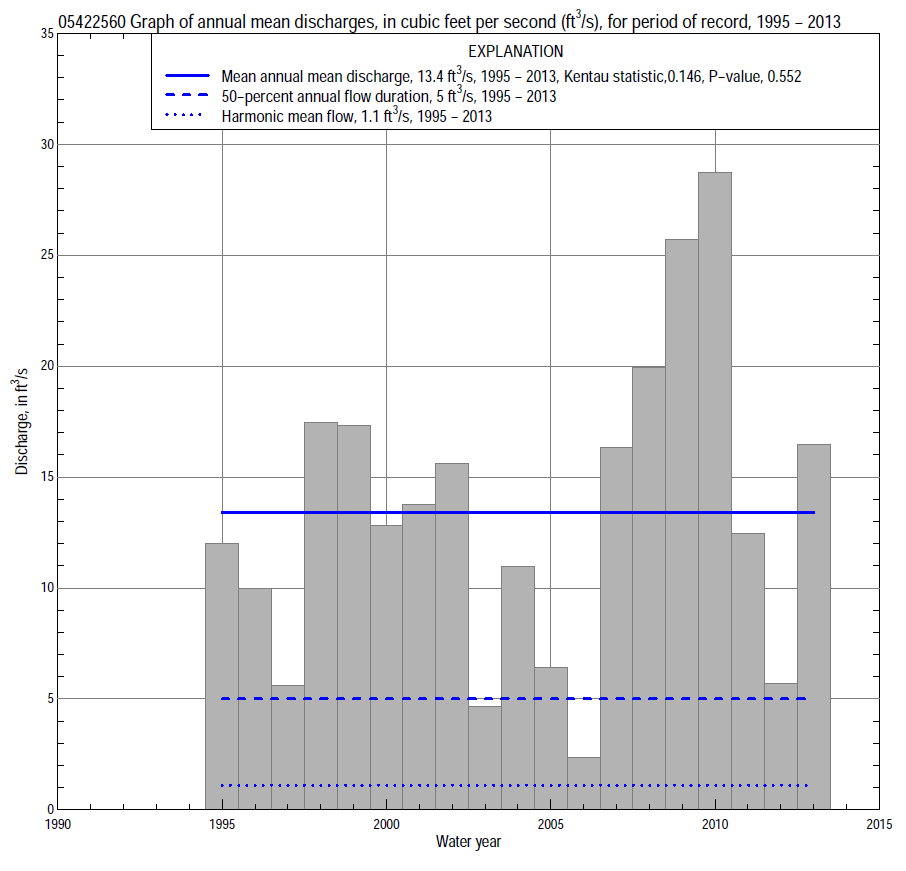 05422560 Graph of annual mean discharges, in cubic feet per second (ft³/s), for period of record, 1995 – 2013
EXPLANATION
Mean annual mean discharge, 13.4 ft³/s, 1995 – 2013, Kentau statistic,0.146, P–value, 0.552
50–percent annual flow duration, 5 ft³/s, 1995 – 2013
Harmonic mean flow, 1.1 ft³/s, 1995 – 2013
35
30
25
20
15
10
5
0
Discharge, in ft³/s
1990 1995 2000 2005 2010 2015
Water year